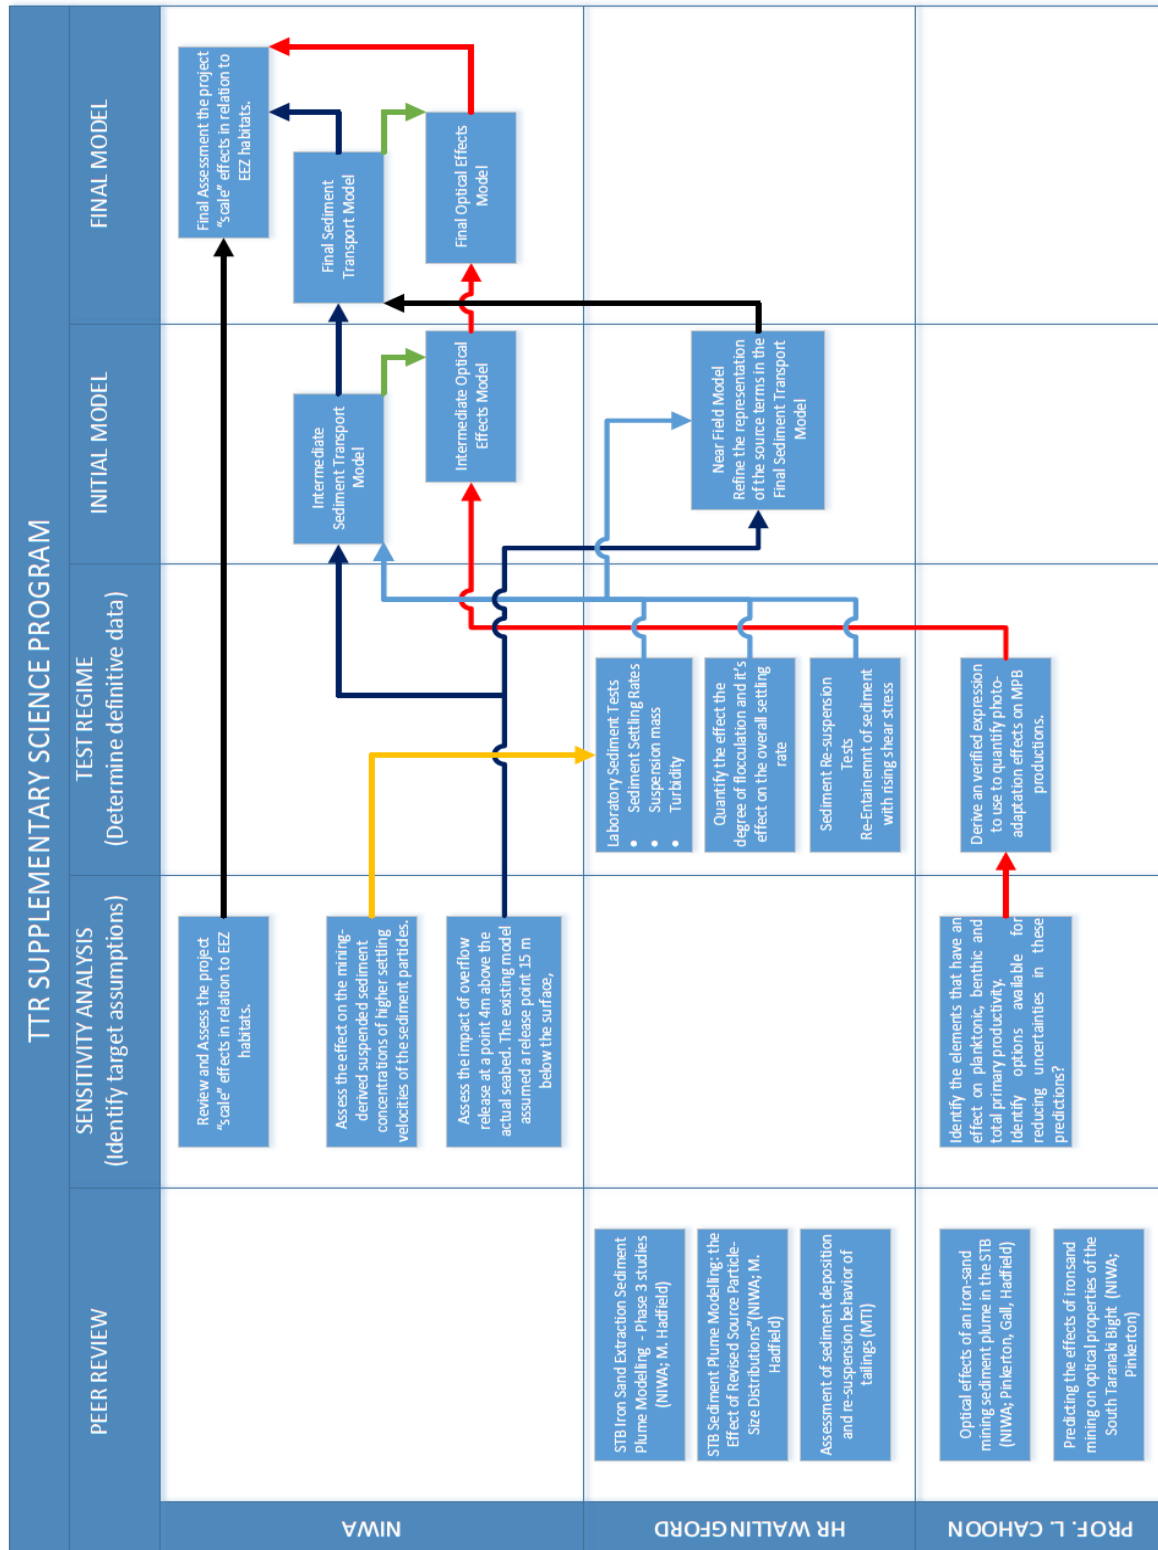 TTR SUPPLEMENTARY SCIENCE PROGRAM
PEER REVIEW
SENSITIVITY ANALYSIS
(Identify target assumptions)
TEST REGIME
(Determine definitive data)
INITIAL MODEL
FINAL MODEL
NIWA
Review and Assess the project
“scale” effects in relation to EEZ
habitats.
Final Assessment the project
“scale” effects in relation to
EEZ habitats.
Assess the effect on the mining-
derived suspended sediment
concentrations of higher settling
velocities of the sediment particles.
Intermediate
Sediment Transport
Model
Final Sediment
Transport Model
Assess the impact of overflow
release at a point 4m above the
actual seabed. The existing model
assumed a release point 15 m
below the surface,
Intermediate Optical
Effects Model
Final Optical Effects
Model
HR WALLINGFORD
STB Iron Sand Extraction Sediment
Plume Modelling - Phase 3 studies
(NIWA; M. Hadfield)
Laboratory Sediment Tests
• Sediment Settling Rates
• Suspension mass
• Turbidity
STB Sediment Plume Modelling: the
Effect of Revised Source Particle-
Size Distributions”(NIWA; M.
Hadfield)
Quantify the effect the
degree of flocculation and it’s
effect on the overall settling
rate
Near Field Model
Refine the representation
of the source terms in the
Final Sediment Transport
Model
Assessment of sediment deposition
and re-suspension behavior of
tailings (MTI)
Sediment Re-suspension
Tests
Re-Entainemnt of sediment
with rising shear stress
PROF. L. CAHOON
Optical effects of an iron-sand
mining sediment plume in the STB
(NIWA; Pinkerton, Gall, Hadfield)
Identify the elements that have an
effect on planktonic, benthic and
total primary productivity.
Identify options available for
reducing uncertainties in these
predictions?
Derive an verified expression
to use to quantify photo-
adaptation effects on MPB
productions.
Predicting the effects of ironsand
mining on optical properties of the
South Taranaki Bight (NIWA;
Pinkerton)